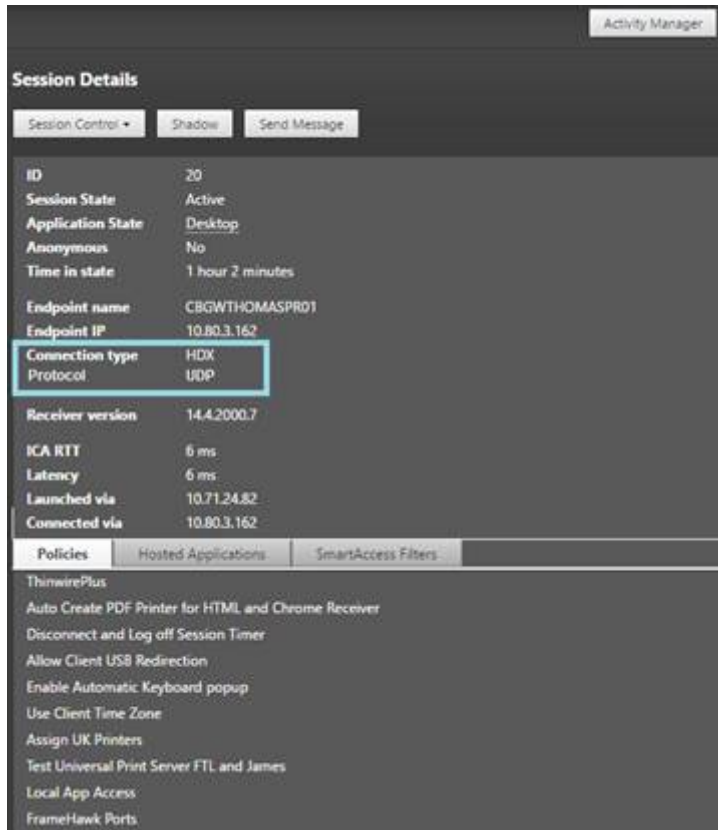 Activity Manager
Session Details
Session Control
Shadow
Send Message
ID 20
Session State Active
Application State Desktop
Anonymous No
Time in state 1 hour 2 minutes
Endpoint name CBGWTHOMASPR01
Endpoint IP 10.80.3.162
Connection type HDX
Protocol UDP
Receiver version 14.4.2000.7
ICA RTT 6 ms
Latency 6 ms
Launched via 10.71.24.82
Connected via 10.80.3.162
Policies Hosted Applications SmartAccess Filters
ThinwirePlus
Auto Create PDF Printer for HTML and Chrome Receiver
Disconnect and Log off Session Timer
Allow Client USB Redirection
Enable Automatic Keyboard popup
Use Client Time Zone
Assign UK Printers
Test Universal Print Server FTL and James
Local App Access
FrameHawk Ports